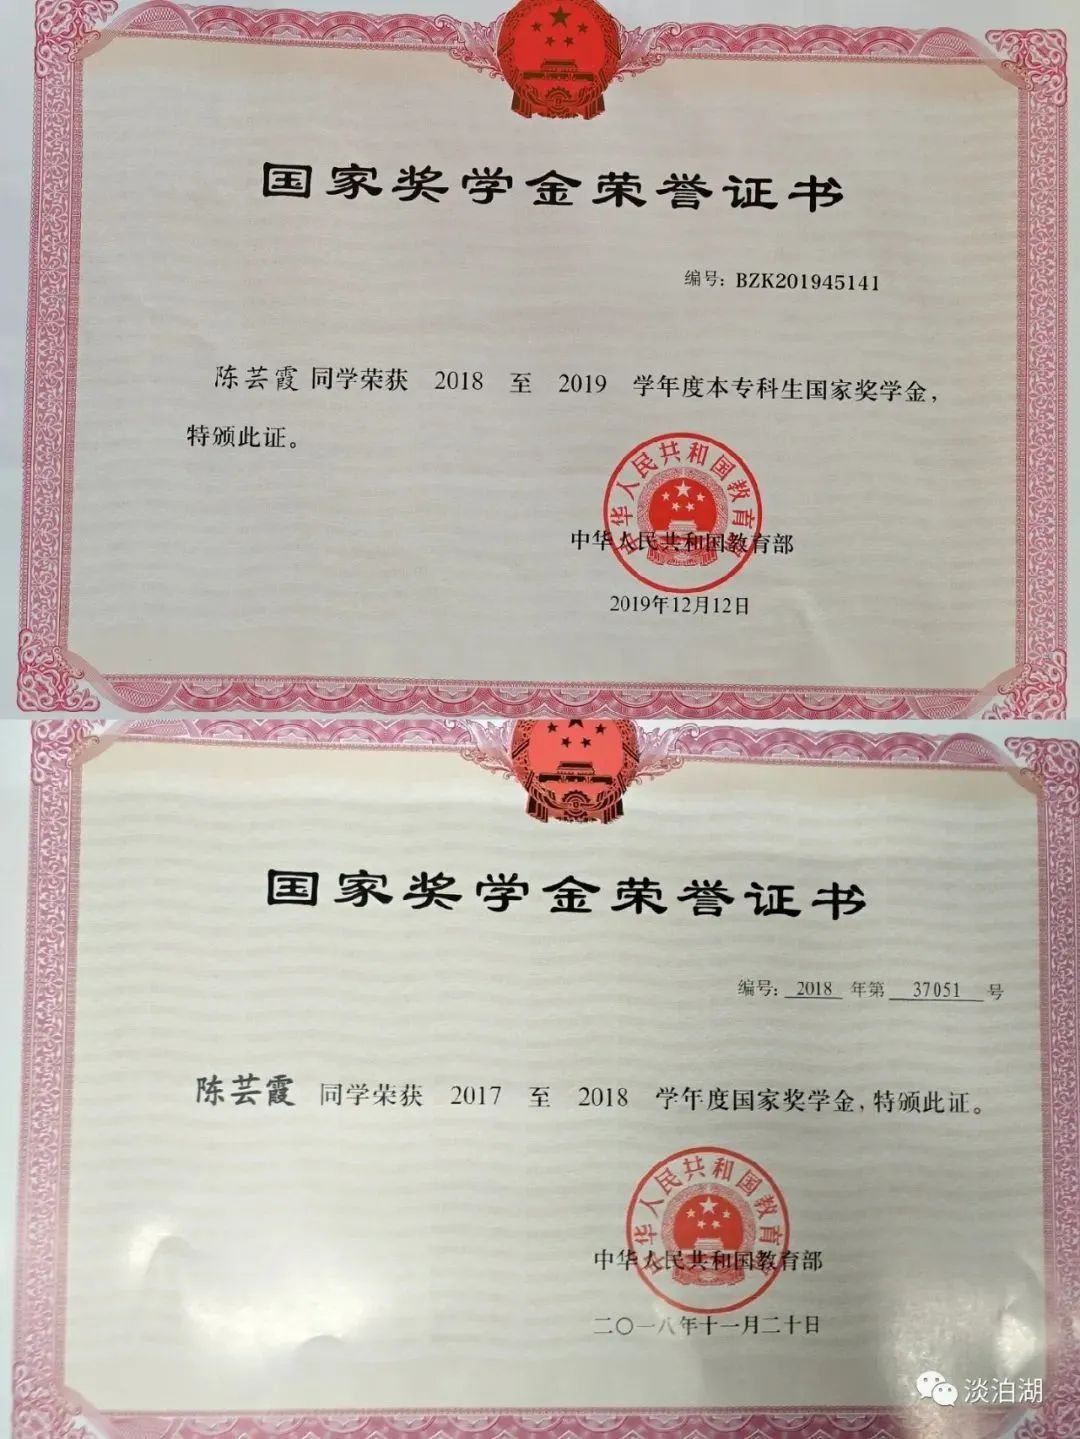 国家奖学金荣誉证书
编号: BZK201945141
陈芸霞 同学荣获 2018 至 2019 学年度本专科生国家奖学金，
特颁此证。
中华人民共和国教育部
中华人民共和国教育部
2019年12月12日
国家奖学金荣誉证书
编号: 2018 年第 37051 号
陈芸霞 同学荣获 2017 至 2018 学年度国家奖学金，特颁此证。
中华人民共和国教育部
中华人民共和国教育部
二〇一八年十一月二十日
淡泊湖